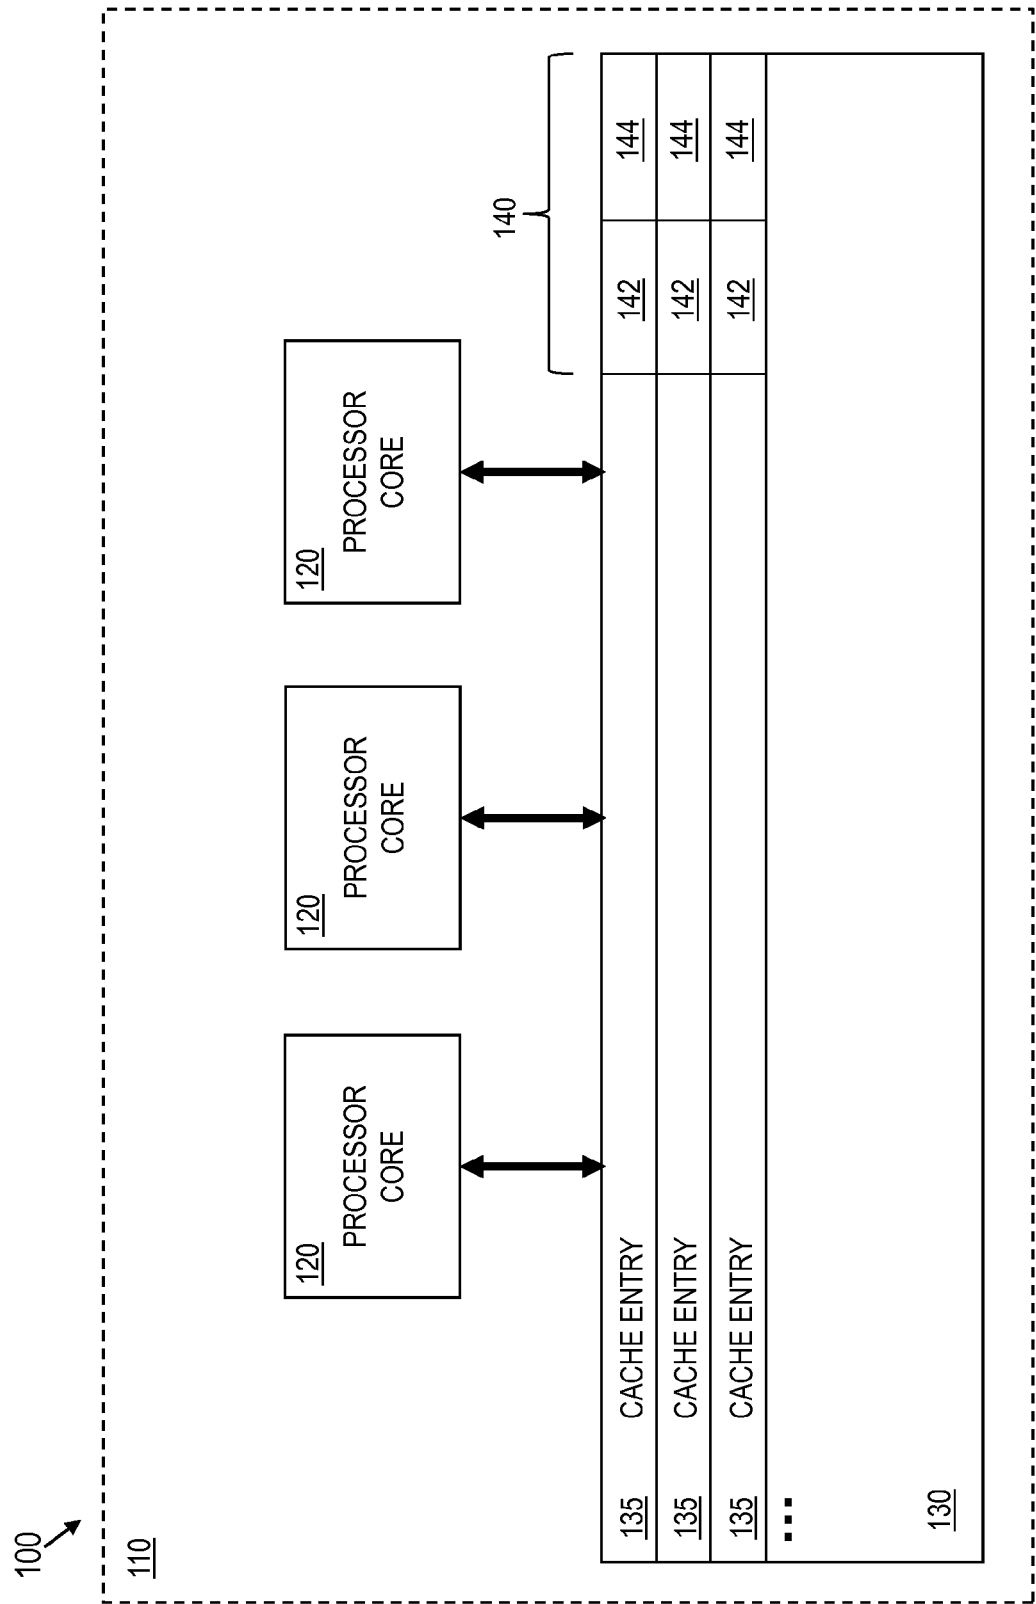 100
110
120
PROCESSOR
CORE
120
PROCESSOR
CORE
120
PROCESSOR
CORE
140
135 CACHE ENTRY 142 144
135 CACHE ENTRY 142 144
135 CACHE ENTRY 142 144
...
130